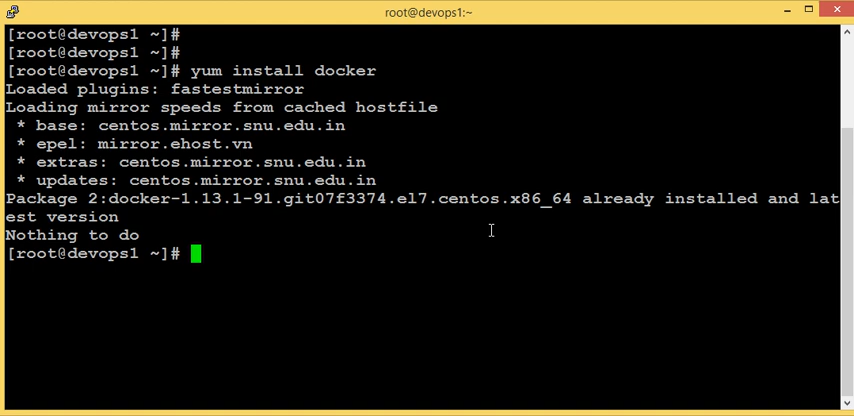 root@devops1:~
[root@devops1 ~]#
[root@devops1 ~]#
[root@devops1 ~]# yum install docker
Loaded plugins: fastestmirror
Loading mirror speeds from cached hostfile
 * base: centos.mirror.snu.edu.in
 * epel: mirror.ehost.vn
 * extras: centos.mirror.snu.edu.in
 * updates: centos.mirror.snu.edu.in
Package 2:docker-1.13.1-91.git07f3374.el7.centos.x86_64 already installed and lat
est version
Nothing to do
[root@devops1 ~]#